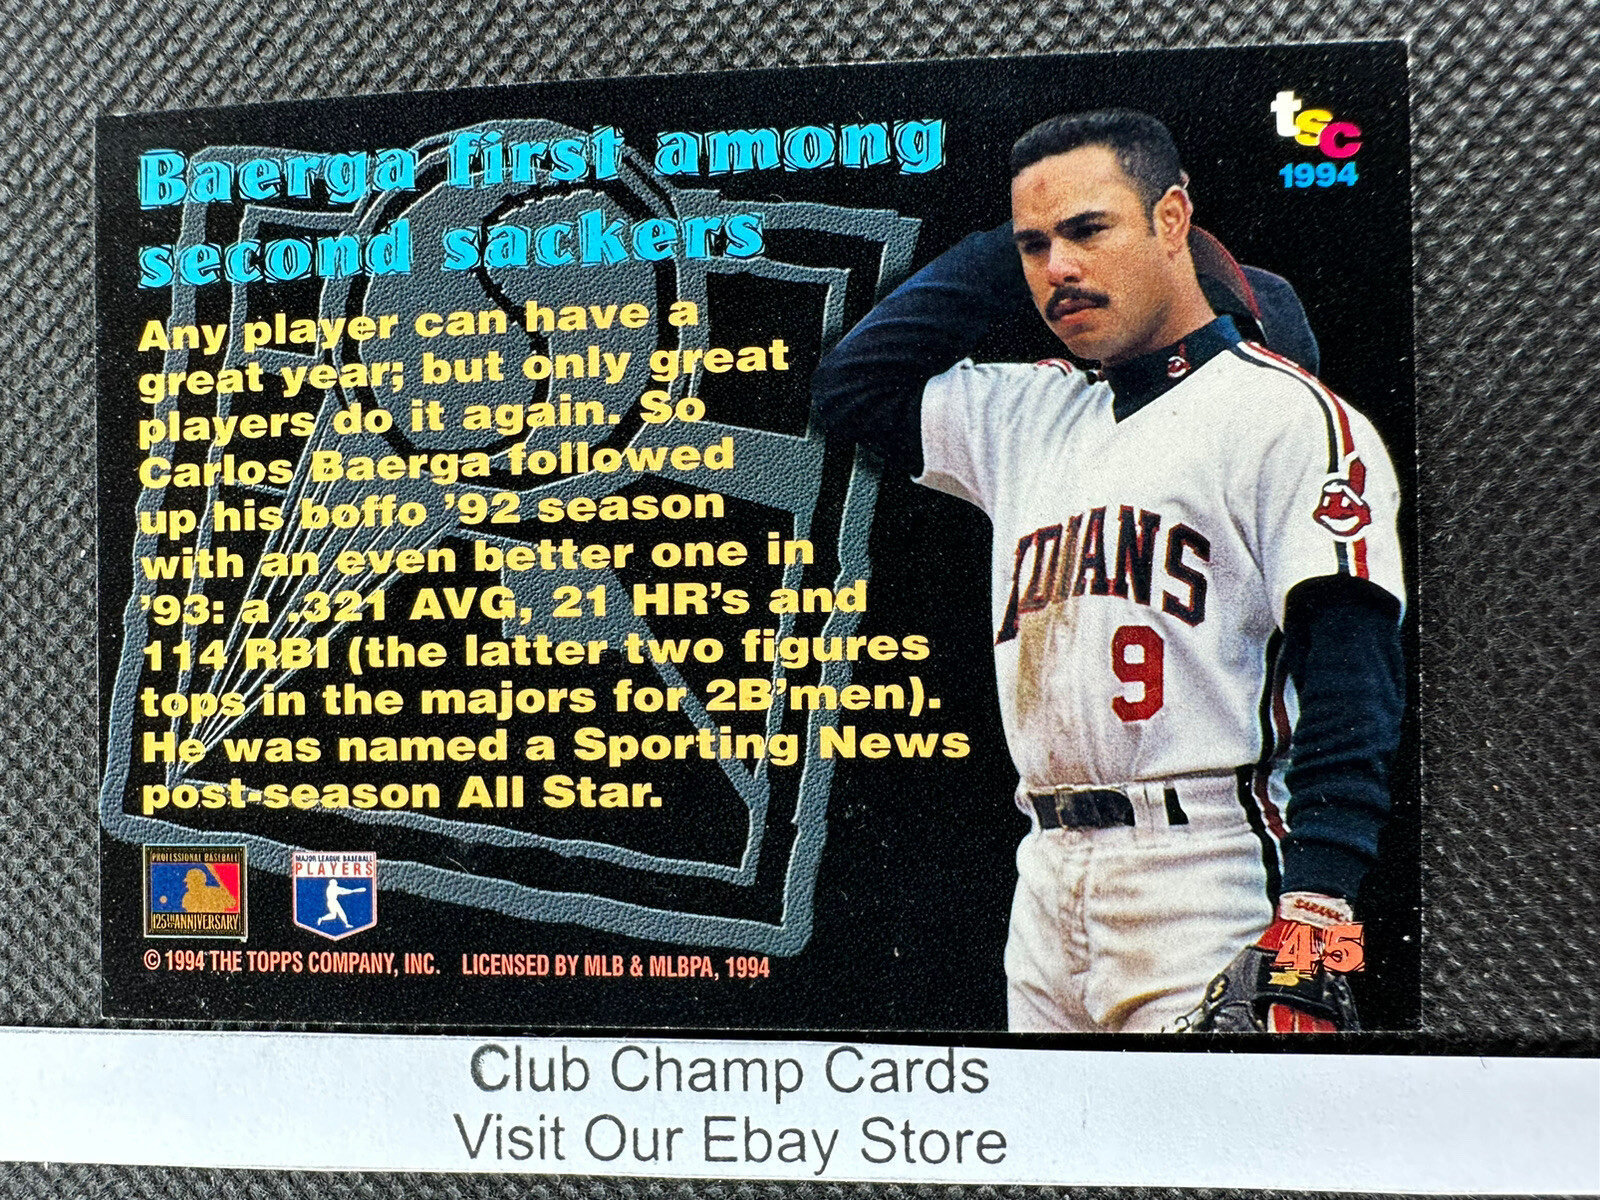 tsc
1994
Baerga first among
second sackers
Any player can have a
great year; but only great
players do it again. So
Carlos Baerga followed
up his boffo '92 season
with an even better one in
'93: a .321 AVG, 21 HR's and
114 RBI (the latter two figures
tops in the majors for 2B'men).
He was named a Sporting News
post-season All Star.
INDIANS
9
45
PROFESSIONAL BASEBALL
125TH ANNIVERSARY
MAJOR LEAGUE BASEBALL
PLAYERS
© 1994 THE TOPPS COMPANY, INC. LICENSED BY MLB & MLBPA, 1994
Club Champ Cards
Visit Our Ebay Store